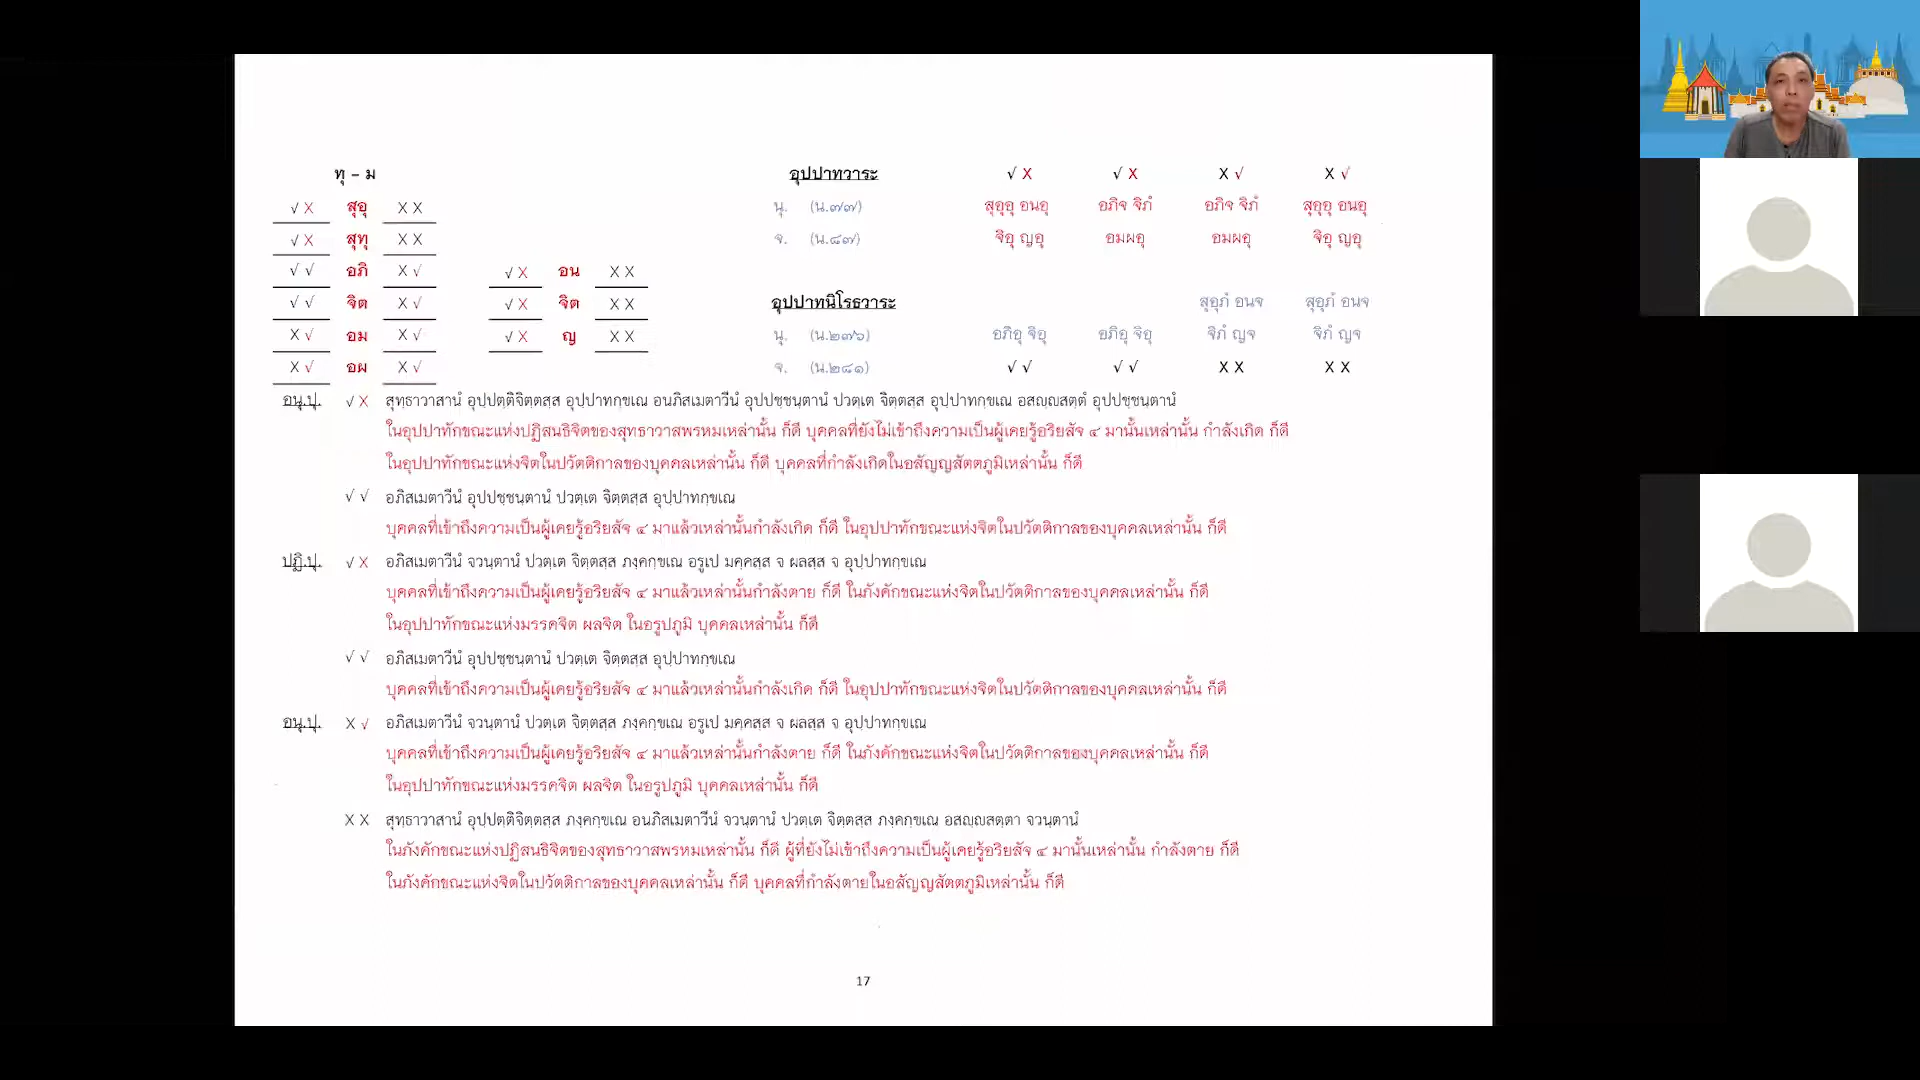 ทุ – ม
√ X สุอุ X X
√ X สุทุ X X
√ √ อภิ X √
√ √ จิต X √
X √ อม X √
X √ อผ X √
√ X อน X X
√ X จิต X X
√ X ญ X X
อุปปาทวาระ √ X √ X X √ X √
นุ. (น.๗๗) สุอุอุ อนอุ อภิจ จิภํ อภิจ จิภํ สุอุอุ อนอุ
จ. (น.๘๗) จิอุ ญอุ อมผอุ อมผอุ จิอุ ญอุ
อุปปาทนิโรธวาระ สุอุภํ อนจ สุอุภํ อนจ
นุ. (น.๒๗๖) อภิอุ จิอุ อภิอุ จิอุ จิภํ ญจ จิภํ ญจ
จ. (น.๒๘๑) √ √ √ √ X X X X
อนุ.ปุ. √ X สุทฺธาวาสานํ อุปฺปตฺติจิตฺตสฺส อุปฺปาทกฺขเณ อนภิสเมตาวีนํ อุปฺปชฺชนฺตานํ ปวตฺเต จิตฺตสฺส อุปฺปาทกฺขเณ อสญฺญสตฺตํ อุปฺปชฺชนฺตานํ
ในอุปปาทักขณะแห่งปฏิสนธิจิตของสุทธาวาสพรหมเหล่านั้น ก็ดี บุคคลที่ยังไม่เข้าถึงความเป็นผู้เคยรู้อริยสัจ ๔ มานั้นเหล่านั้น กำลังเกิด ก็ดี
ในอุปปาทักขณะแห่งจิตในปวัตติกาลของบุคคลเหล่านั้น ก็ดี บุคคลที่กำลังเกิดในอสัญญสัตตภูมิเหล่านั้น ก็ดี
√ √ อภิสเมตาวีนํ อุปฺปชฺชนฺตานํ ปวตฺเต จิตฺตสฺส อุปฺปาทกฺขเณ
บุคคลที่เข้าถึงความเป็นผู้เคยรู้อริยสัจ ๔ มาแล้วเหล่านั้นกำลังเกิด ก็ดี ในอุปปาทักขณะแห่งจิตในปวัตติกาลของบุคคลเหล่านั้น ก็ดี
ปฏิ.ปุ. √ X อภิสเมตาวีนํ จวนฺตานํ ปวตฺเต จิตฺตสฺส ภงฺคกฺขเณ อรูเป มคฺคสฺส จ ผลสฺส จ อุปฺปาทกฺขเณ
บุคคลที่เข้าถึงความเป็นผู้เคยรู้อริยสัจ ๔ มาแล้วเหล่านั้นกำลังตาย ก็ดี ในภังคักขณะแห่งจิตในปวัตติกาลของบุคคลเหล่านั้น ก็ดี
ในอุปปาทักขณะแห่งมรรคจิต ผลจิต ในอรูปภูมิ บุคคลเหล่านั้น ก็ดี
√ √ อภิสเมตาวีนํ อุปฺปชฺชนฺตานํ ปวตฺเต จิตฺตสฺส อุปฺปาทกฺขเณ
บุคคลที่เข้าถึงความเป็นผู้เคยรู้อริยสัจ ๔ มาแล้วเหล่านั้นกำลังเกิด ก็ดี ในอุปปาทักขณะแห่งจิตในปวัตติกาลของบุคคลเหล่านั้น ก็ดี
อนุ.ปุ. X √ อภิสเมตาวีนํ จวนฺตานํ ปวตฺเต จิตฺตสฺส ภงฺคกฺขเณ อรูเป มคฺคสฺส จ ผลสฺส จ อุปฺปาทกฺขเณ
บุคคลที่เข้าถึงความเป็นผู้เคยรู้อริยสัจ ๔ มาแล้วเหล่านั้นกำลังตาย ก็ดี ในภังคักขณะแห่งจิตในปวัตติกาลของบุคคลเหล่านั้น ก็ดี
ในอุปปาทักขณะแห่งมรรคจิต ผลจิต ในอรูปภูมิ บุคคลเหล่านั้น ก็ดี
X X สุทฺธาวาสานํ อุปฺปตฺติจิตฺตสฺส ภงฺคกฺขเณ อนภิสเมตาวีนํ จวนฺตานํ ปวตฺเต จิตฺตสฺส ภงฺคกฺขเณ อสญฺญสตฺตา จวนฺตานํ
ในภังคักขณะแห่งปฏิสนธิจิตของสุทธาวาสพรหมเหล่านั้น ก็ดี ผู้ที่ยังไม่เข้าถึงความเป็นผู้เคยรู้อริยสัจ ๔ มานั้นเหล่านั้น กำลังตาย ก็ดี
ในภังคักขณะแห่งจิตในปวัตติกาลของบุคคลเหล่านั้น ก็ดี บุคคลที่กำลังตายในอสัญญสัตตภูมิเหล่านั้น ก็ดี
17